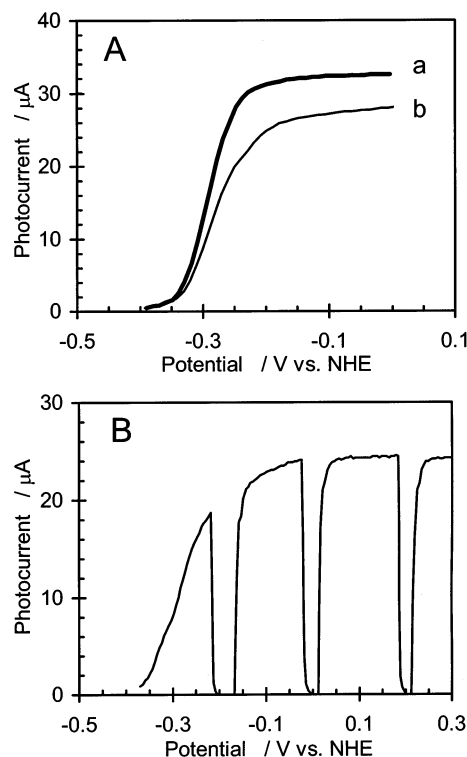 A
40
30
20
10
0
Photocurrent / μA
a
b
-0.5
-0.3
-0.1
0.1
Potential / V vs. NHE
B
30
20
10
0
Photocurrent / μA
-0.5
-0.3
-0.1
0.1
0.3
Potential / V vs. NHE